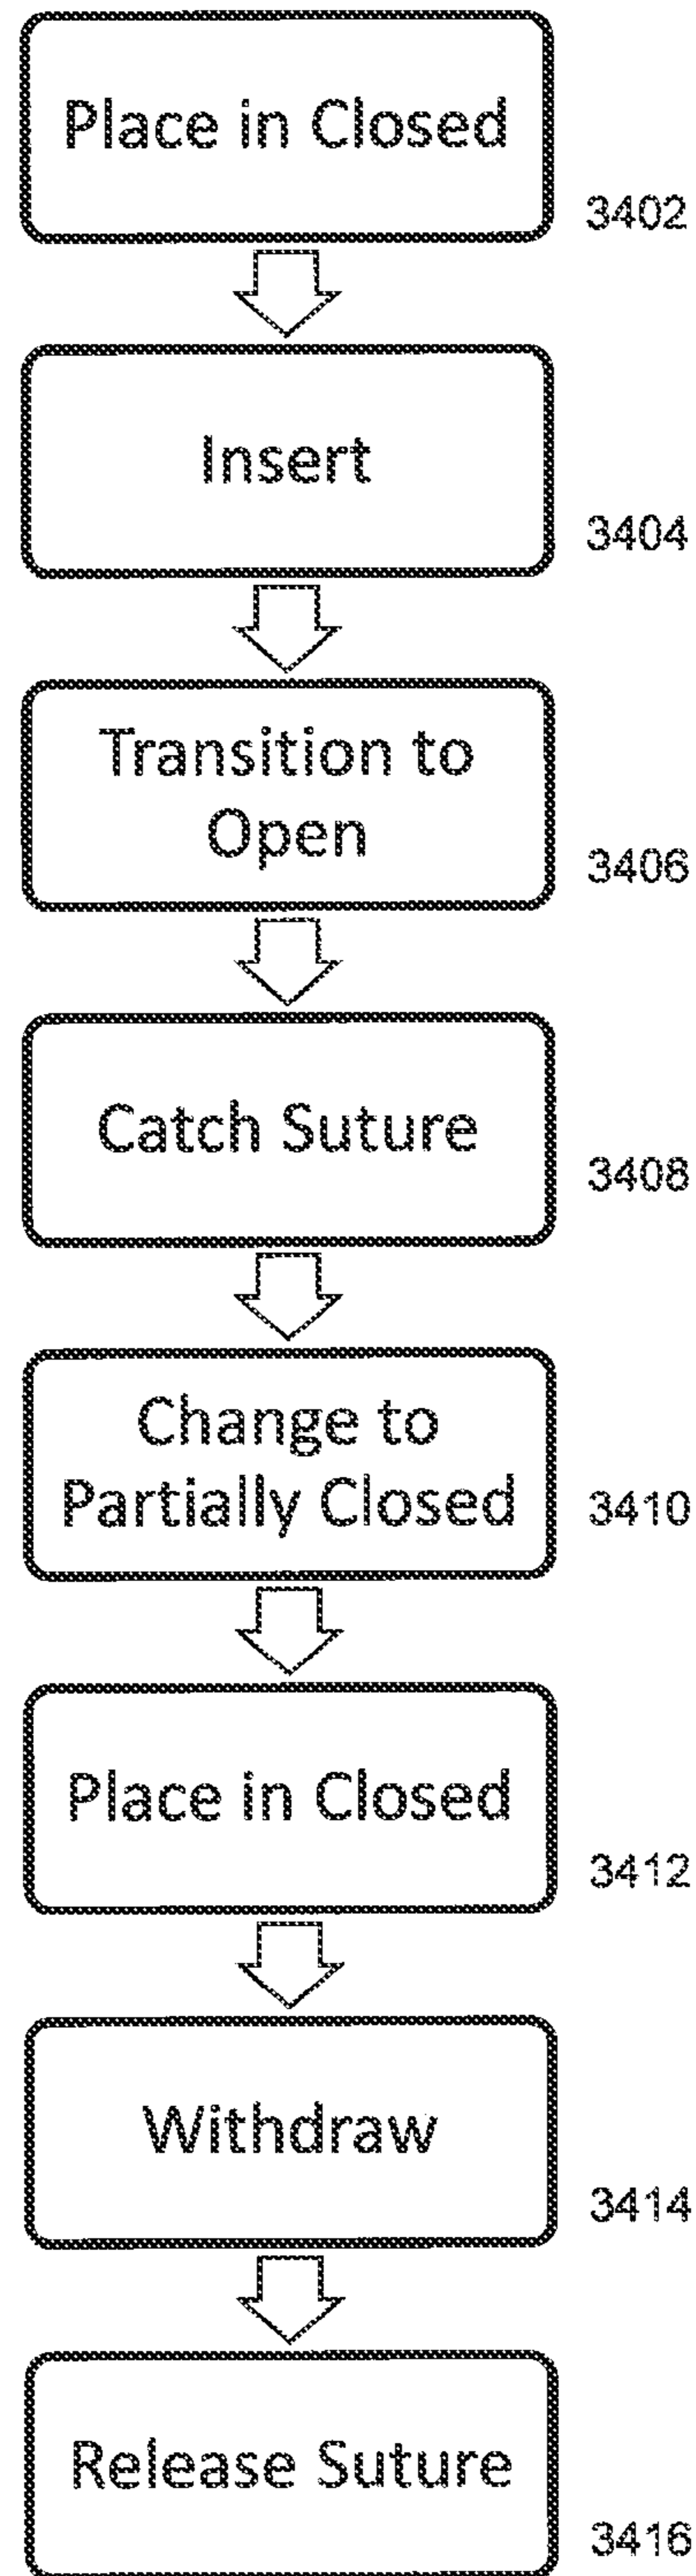 Place in Closed
3402
Insert
3404
Transition to
Open
3406
Catch Suture
3408
Change to
Partially Closed
3410
Place in Closed
3412
Withdraw
3414
Release Suture
3416